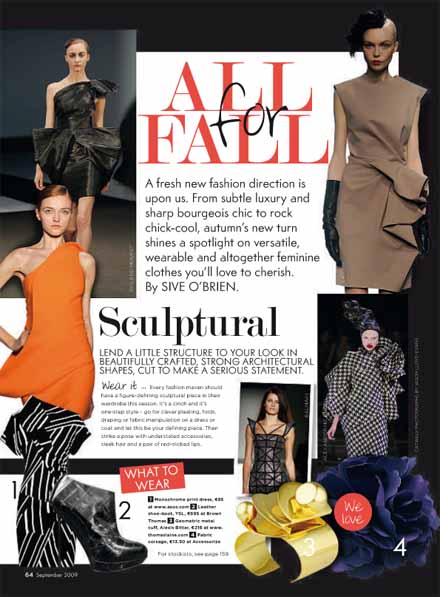 ALL
for
FALL
A fresh new fashion direction is
upon us. From subtle luxury and
sharp bourgeois chic to rock
chick-cool, autumn's new turn
shines a spotlight on versatile,
wearable and altogether feminine
clothes you'll love to cherish.
By SIVE O'BRIEN.
Sculptural
LEND A LITTLE STRUCTURE TO YOUR LOOK IN
BEAUTIFULLY CRAFTED, STRONG ARCHITECTURAL
SHAPES, CUT TO MAKE A SERIOUS STATEMENT.
Wear it ... Every fashion maven should
have a figure-defining sculptural piece in their
wardrobe this season. It's a cinch and it's
one-stop style - go for clever pleating, folds,
draping or fabric manipulation on a dress or
coat and let this be your defining piece. Then
strike a pose with understated accessories,
sleek hair and a pair of red-nicked lips.
WHAT TO
WEAR
1 Monochrome print dress, €85
at www.asos.com 2 Leather
shoe-boot, YSL, €695 at Brown
Thomas 3 Geometric metal
cuff, Alexis Bittar, €215 at www.
thomaslaine.com 4 Fabric
corsage, €13.50 at Accessorize
For stockists, see page 159
1
2
3
4
We
love
64 September 2009